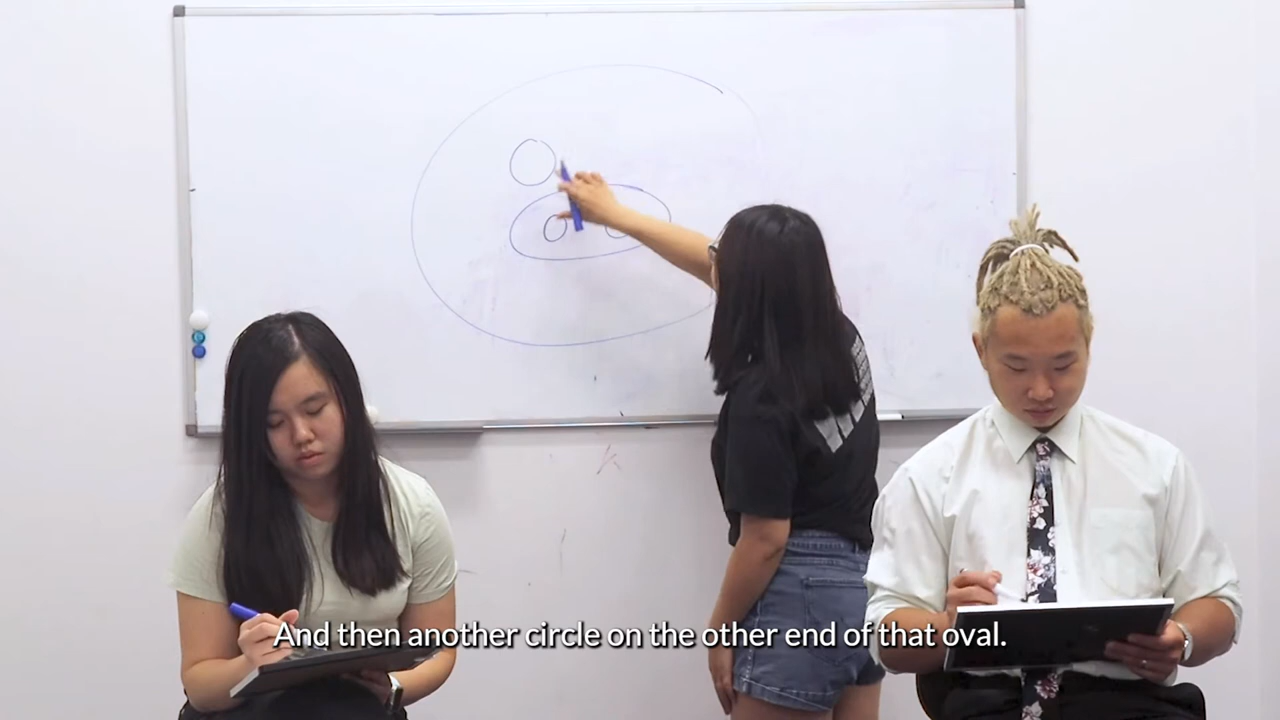 And then another circle on the other end of that oval.